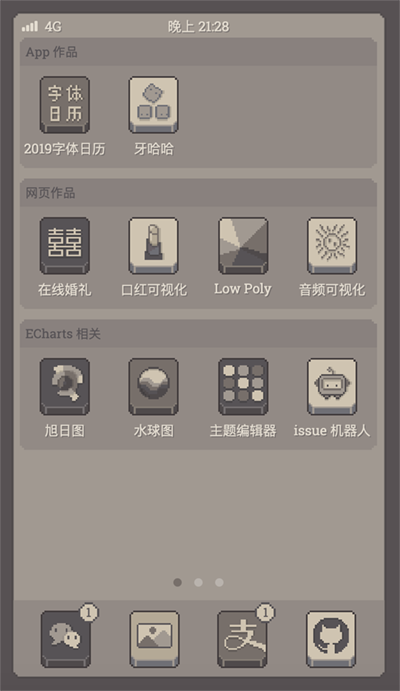 4G 晚上 21:28
App 作品
字体
日历
2019字体日历 牙哈哈
网页作品
囍
在线婚礼 口红可视化 Low Poly 音频可视化
ECharts 相关
旭日图 水球图 主题编辑器 issue 机器人
1 1
支